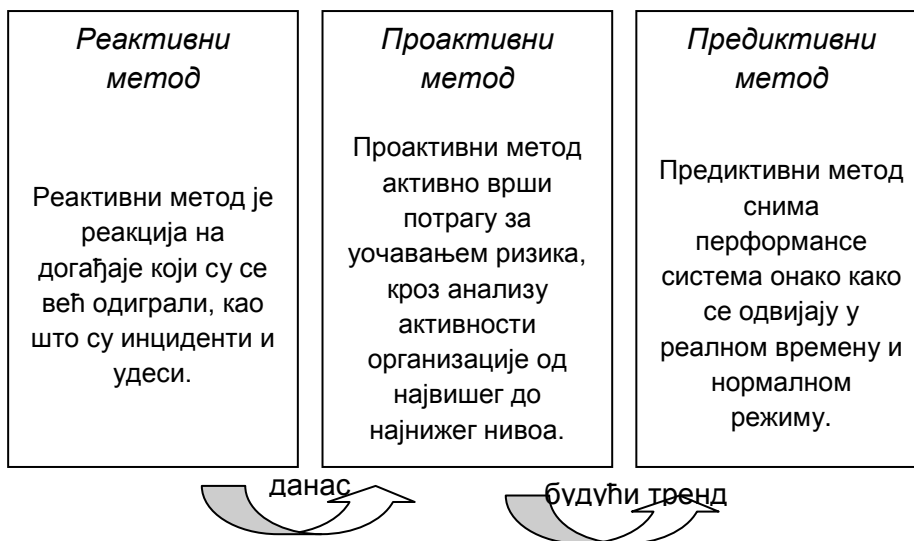 Реактивни
метод
Реактивни метод је
реакција на
догађаје који су се
већ одиграли, као
што су инциденти и
удеси.
Проактивни
метод
Проактивни метод
активно врши
потрагу за
уочавањем ризика,
кроз анализу
активности
организације од
највишег до
најнижег нивоа.
Предиктивни
метод
Предиктивни метод
снима
перформансе
система онако како
се одвијају у
реалном времену и
нормалном
режиму.
данас
будући тренд